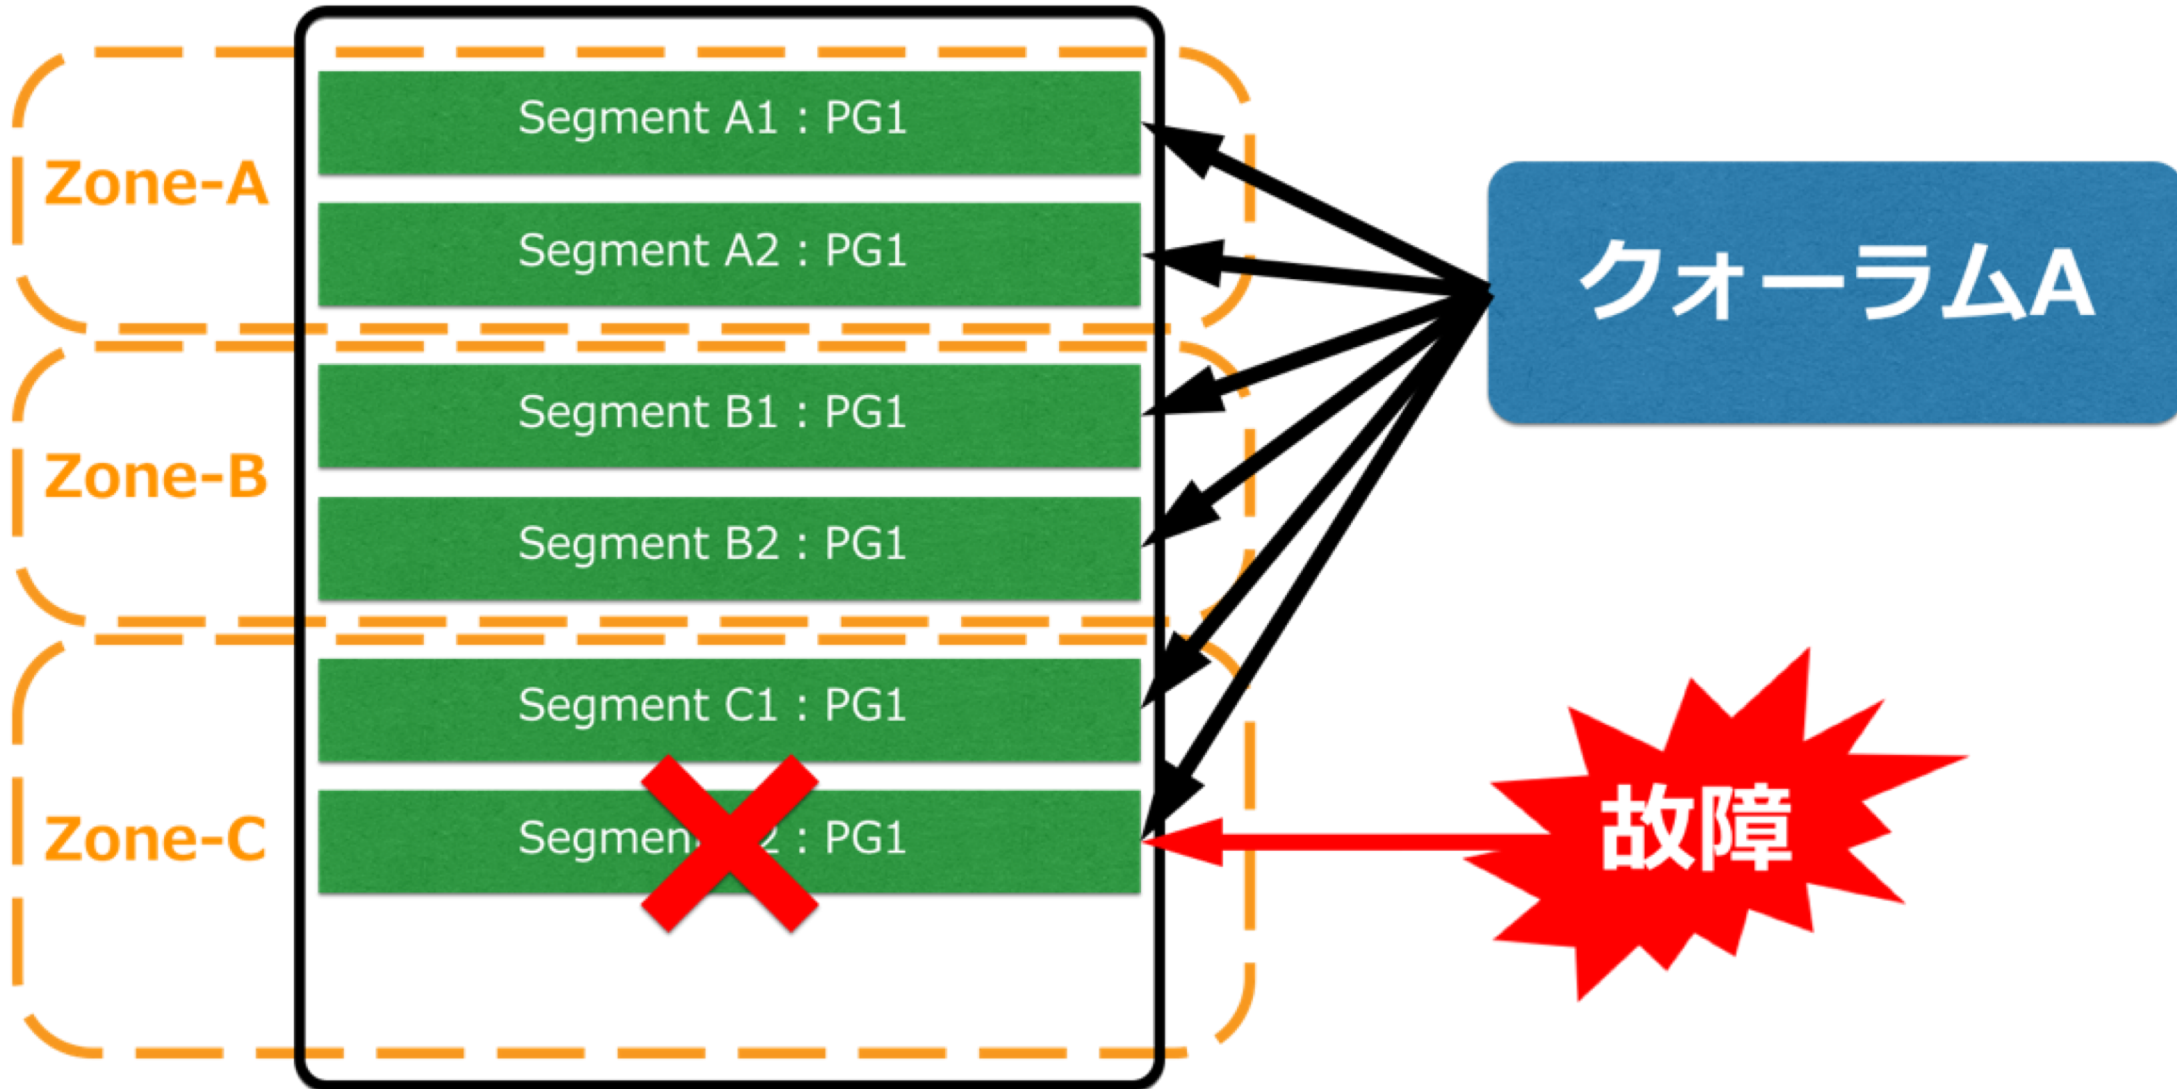 Zone-A
Segment A1 : PG1
Segment A2 : PG1
クォーラムA
Zone-B
Segment B1 : PG1
Segment B2 : PG1
Zone-C
Segment C1 : PG1
: PG1
故障